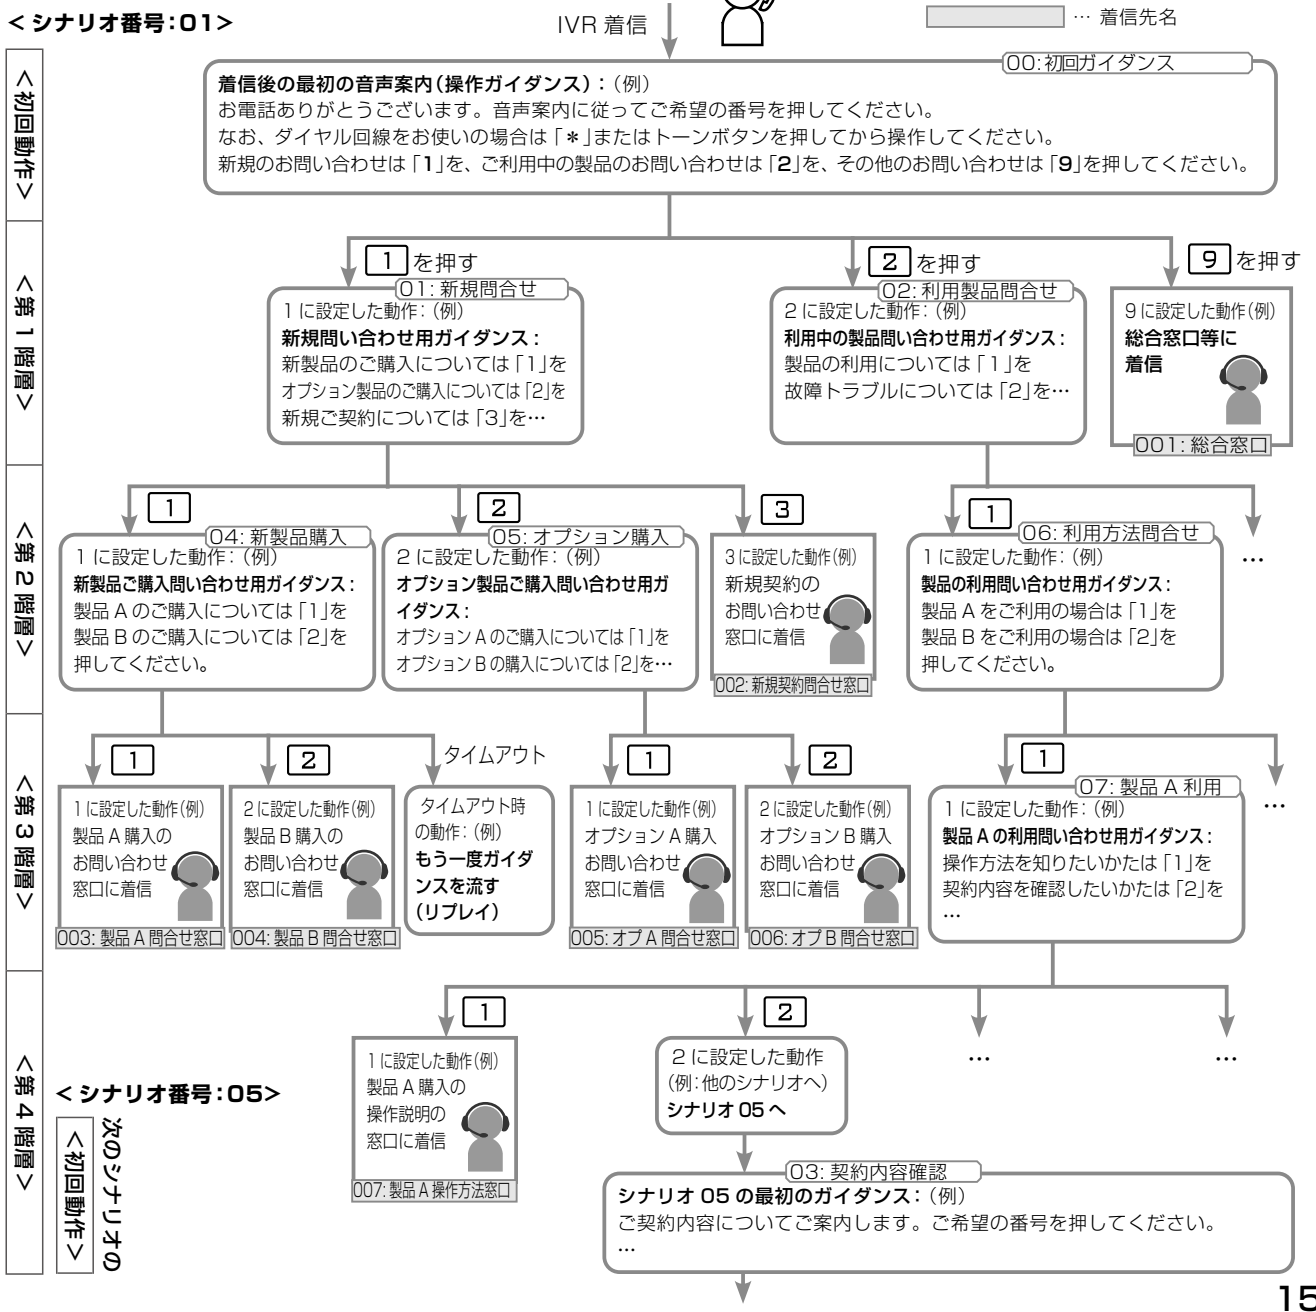 <シナリオ番号：01>
IVR 着信
… 着信先名
<初回動作>
00：初回ガイダンス
着信後の最初の音声案内（操作ガイダンス）：（例）
お電話ありがとうございます。音声案内に従ってご希望の番号を押してください。
なお、ダイヤル回線をお使いの場合は「＊」またはトーンボタンを押してから操作してください。
新規のお問い合わせは「1」を、ご利用中の製品のお問い合わせは「2」を、その他のお問い合わせは「9」を押してください。
<第 1 階層>
1 を押す
2 を押す
9 を押す
01：新規問合せ
1 に設定した動作：（例）
新規問い合わせ用ガイダンス：
新製品のご購入については「1」を
オプション製品のご購入については「2」を
新規ご契約については「3」を…
02：利用製品問合せ
2 に設定した動作：（例）
利用中の製品問い合わせ用ガイダンス：
製品の利用については「1」を
故障トラブルについては「2」を…
9 に設定した動作（例）
総合窓口等に
着信
001：総合窓口
<第 2 階層>
1
2
3
1
04：新製品購入
1 に設定した動作：（例）
新製品ご購入問い合わせ用ガイダンス：
製品 A のご購入については「1」を
製品 B のご購入については「2」を
押してください。
05：オプション購入
2 に設定した動作：（例）
オプション製品ご購入問い合わせ用ガ
イダンス：
オプション A のご購入については「1」を
オプション B の購入については「2」を…
3 に設定した動作（例）
新規契約の
お問い合わせ
窓口に着信
002：新規契約問合せ窓口
06：利用方法問合せ
1 に設定した動作：（例）
製品の利用問い合わせ用ガイダンス：
製品 A をご利用の場合は「1」を
製品 B をご利用の場合は「2」を
押してください。
…
<第 3 階層>
1
2
タイムアウト
1
2
1
1 に設定した動作（例）
製品 A 購入の
お問い合わせ
窓口に着信
003：製品 A 問合せ窓口
2 に設定した動作（例）
製品 B 購入の
お問い合わせ
窓口に着信
004：製品 B 問合せ窓口
タイムアウト時
の動作：（例）
もう一度ガイダ
ンスを流す
（リプレイ）
1 に設定した動作（例）
オプション A 購入
お問い合わせ
窓口に着信
005：オプ A 問合せ窓口
2 に設定した動作（例）
オプション B 購入
お問い合わせ
窓口に着信
006：オプ B 問合せ窓口
07：製品 A 利用
1 に設定した動作：（例）
製品 A の利用問い合わせ用ガイダンス：
操作方法を知りたいかたは「1」を
契約内容を確認したいかたは「2」を
…
…
<第 4 階層>
1
2
1 に設定した動作（例）
製品 A 購入の
操作説明の
窓口に着信
007：製品 A 操作方法窓口
2 に設定した動作
（例：他のシナリオへ）
シナリオ 05 へ
…
…
<シナリオ番号：05>
次のシナリオの
<初回動作>
03：契約内容確認
シナリオ 05 の最初のガイダンス：（例）
ご契約内容についてご案内します。ご希望の番号を押してください。
…
15